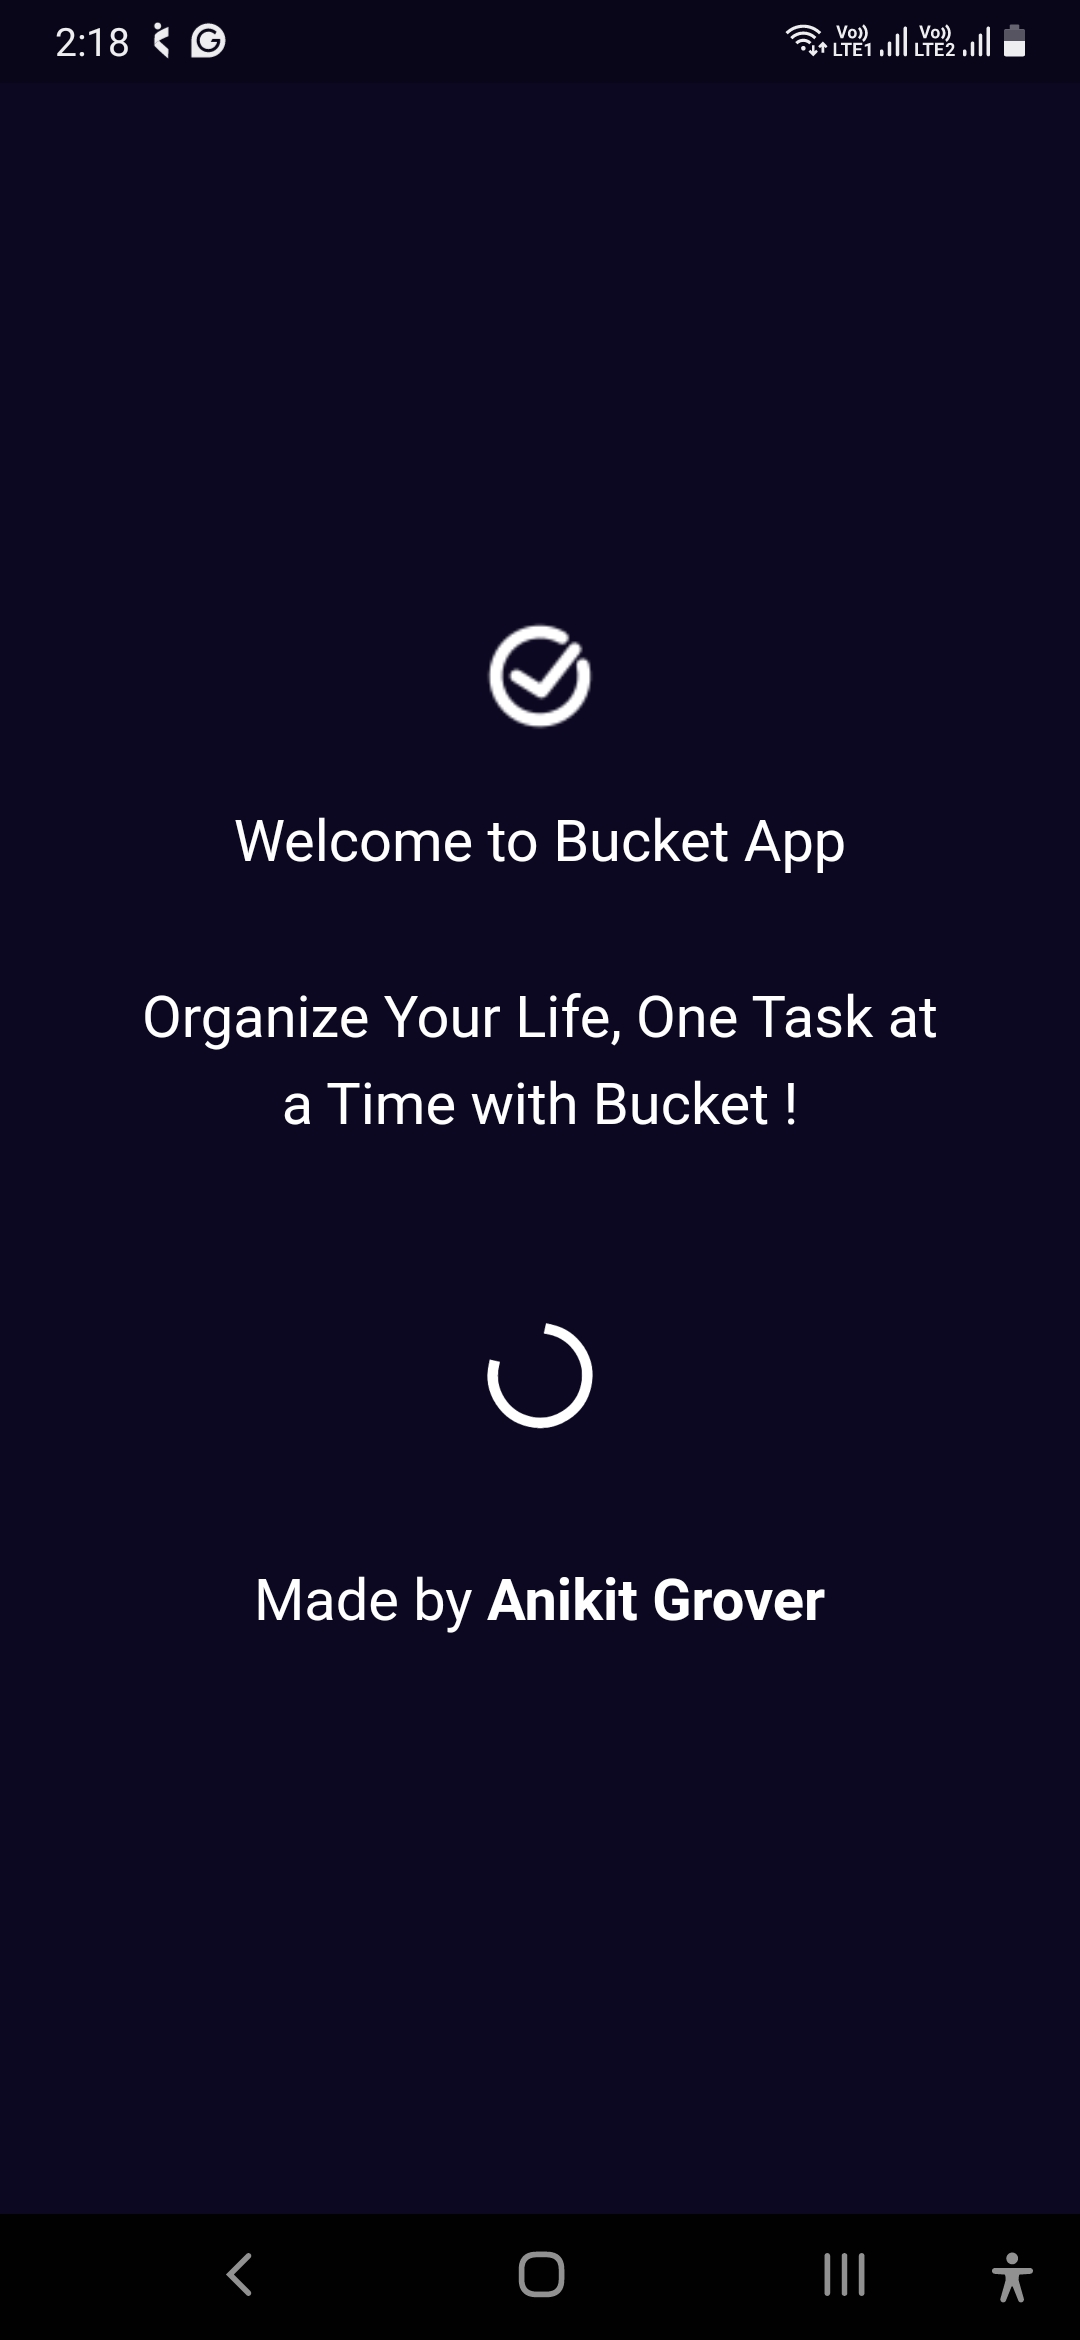 2:18
Vo)) LTE1 Vo)) LTE2
Welcome to Bucket App
Organize Your Life, One Task at
a Time with Bucket !
Made by Anikit Grover